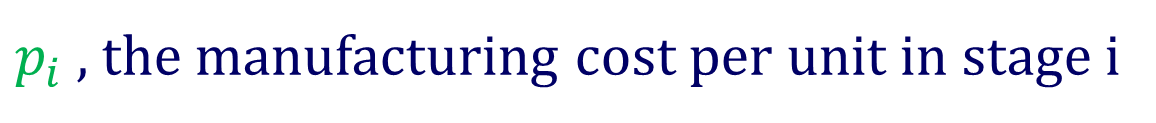 pᵢ , the manufacturing cost per unit in stage i